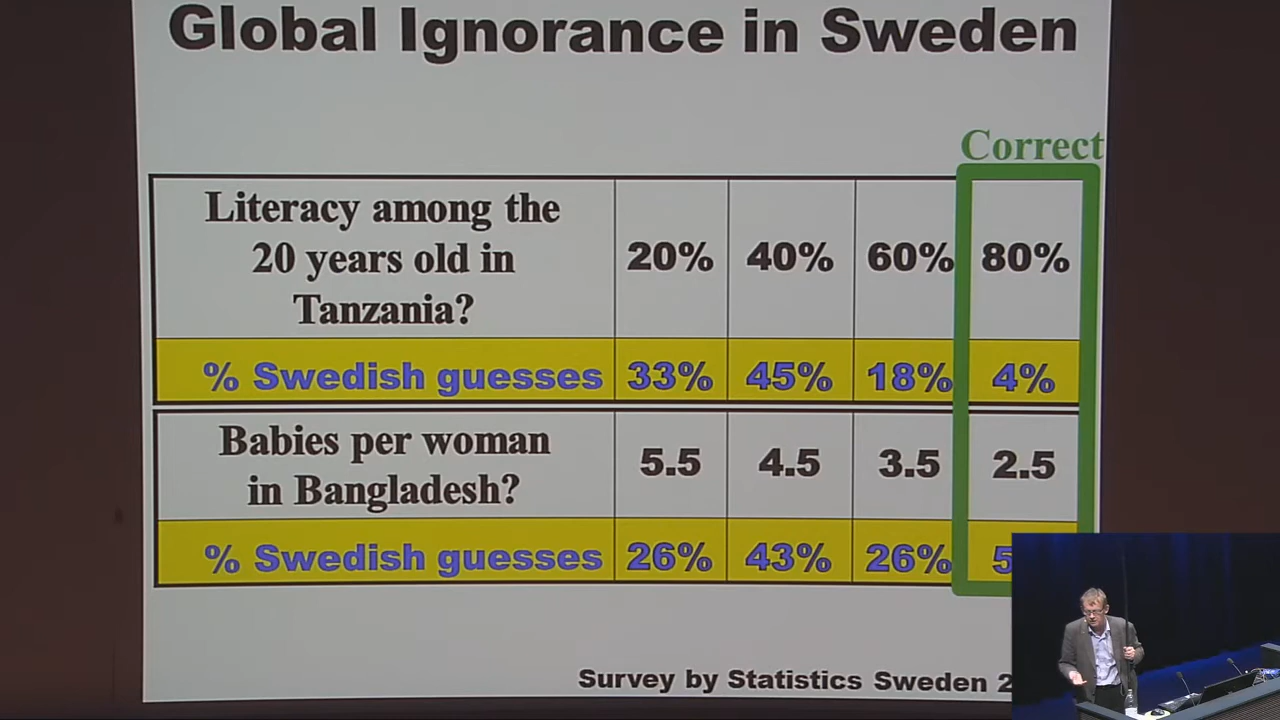 Global Ignorance in Sweden
Correct
Literacy among the
20 years old in
Tanzania?
20% 40% 60% 80%
% Swedish guesses 33% 45% 18% 4%
Babies per woman
in Bangladesh?
5.5 4.5 3.5 2.5
% Swedish guesses 26% 43% 26%
Survey by Statistics Sweden